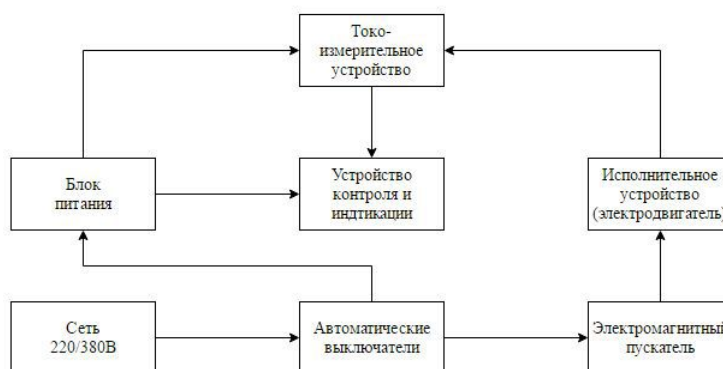 Токо-
измерительное
устройство
Блок
питания
Устройство
контроля и
индтикации
Исполнительное
устройство
(электродвигатель)
Сеть
220/380В
Автоматические
выключатели
Электромагнитный
пускатель